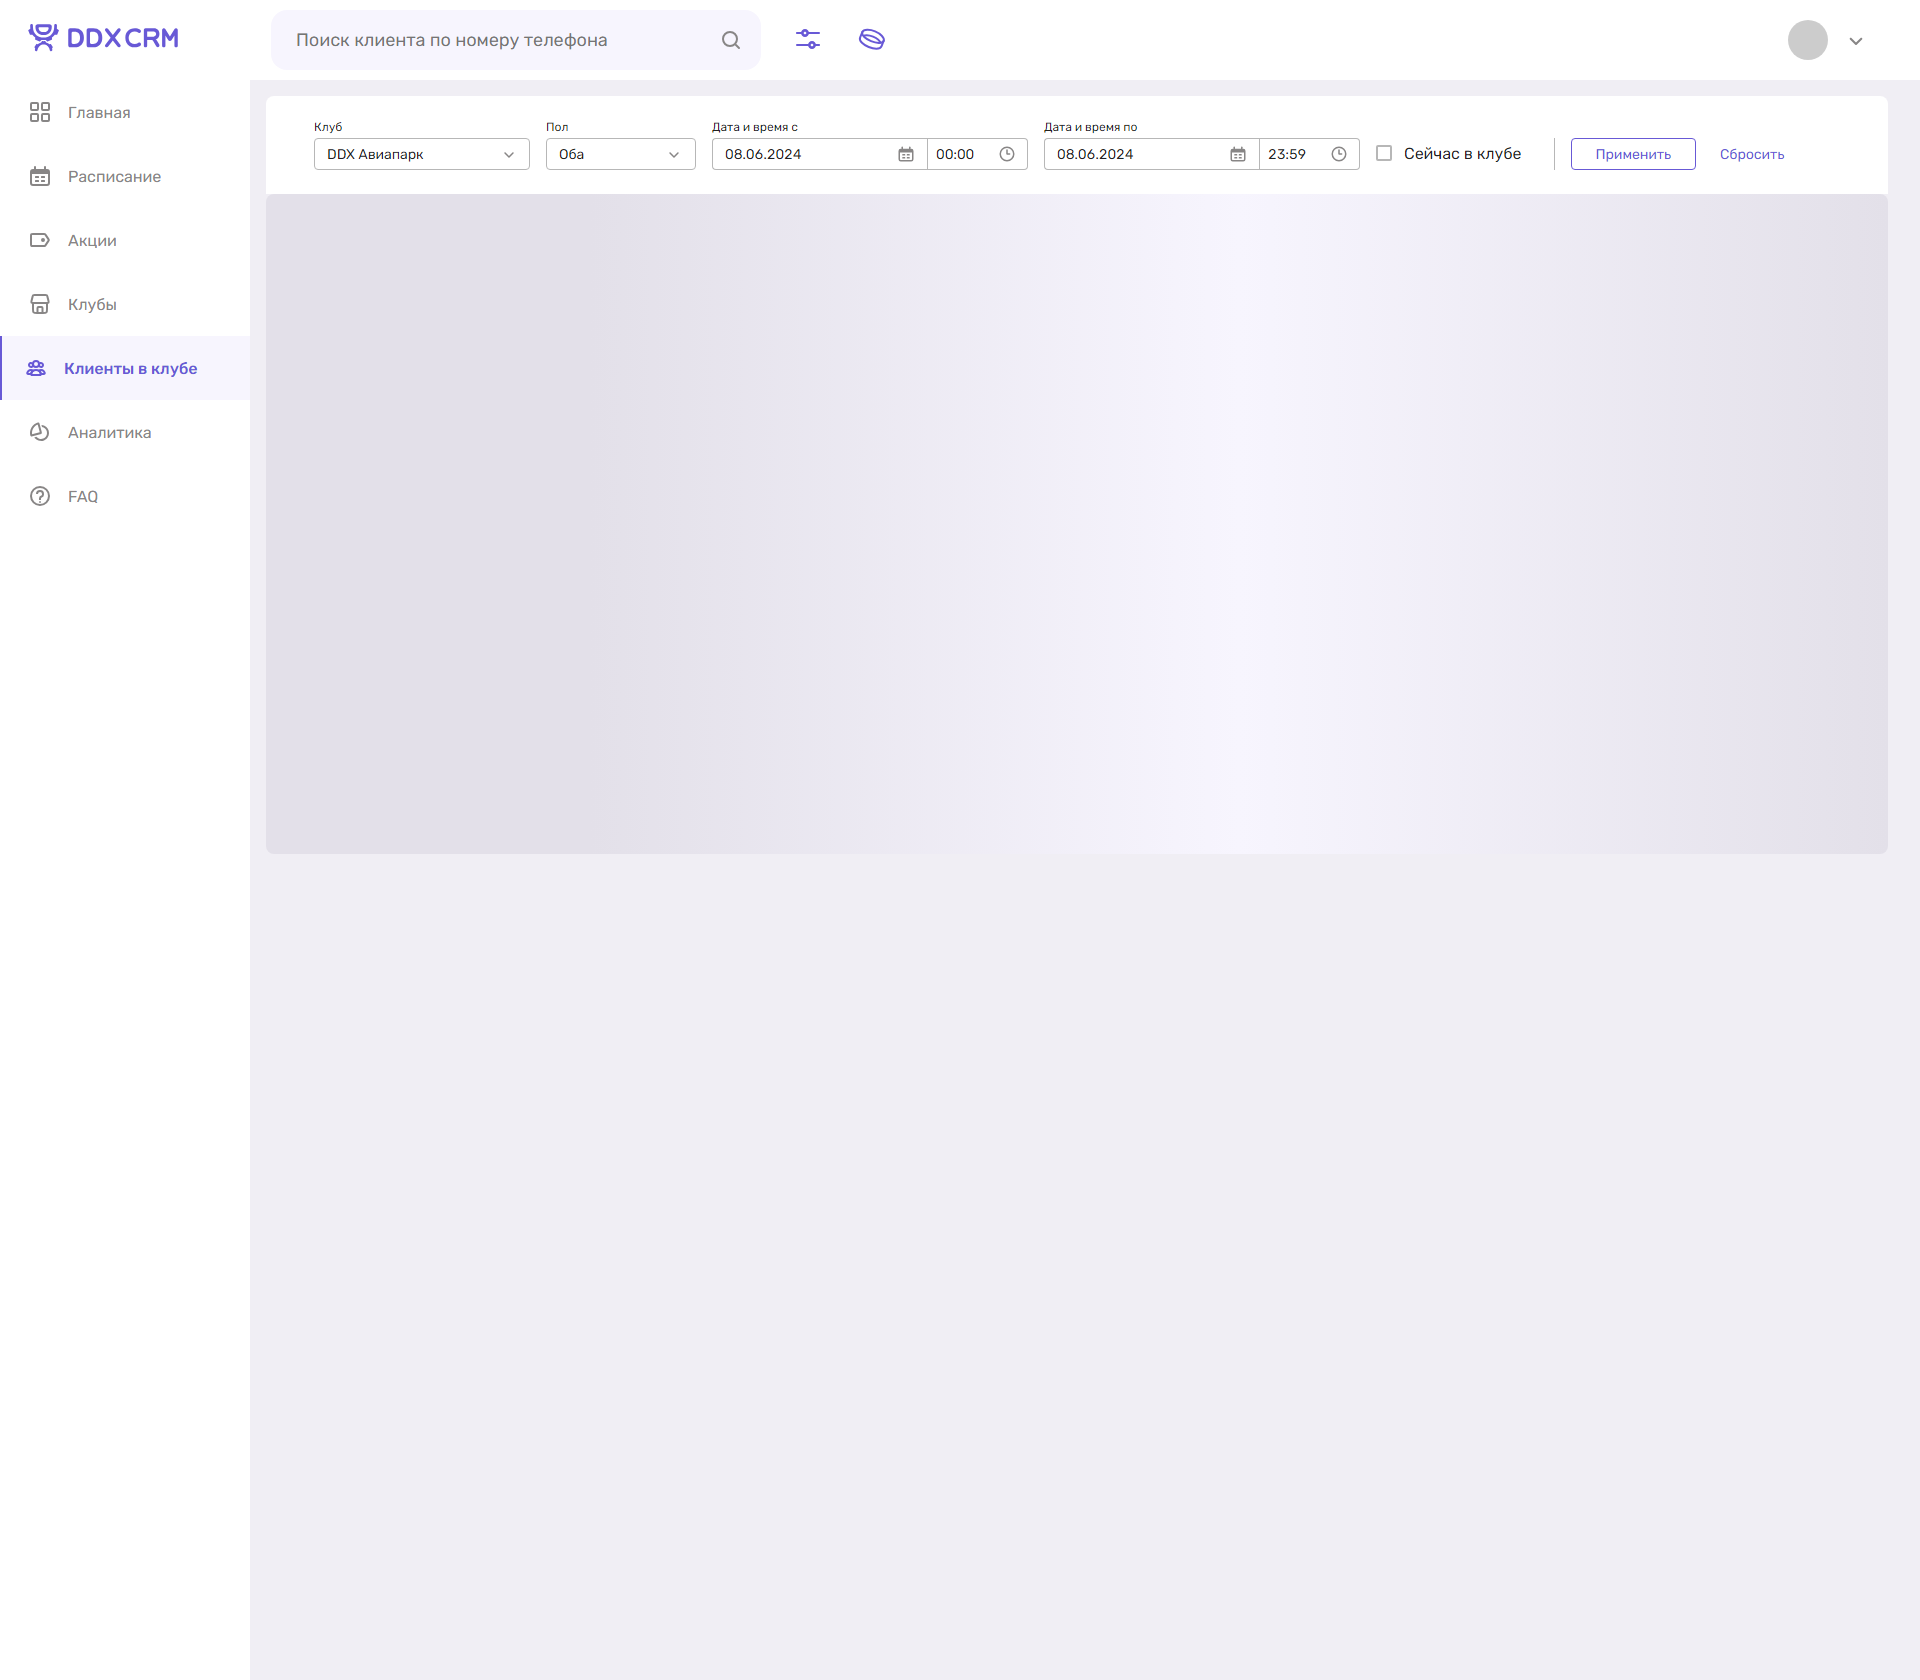 DDX CRM
Поиск клиента по номеру телефона
Главная
Расписание
Акции
Клубы
Клиенты в клубе
Аналитика
FAQ
Клуб
Пол
Дата и время с
Дата и время по
DDX Авиапарк
Оба
08.06.2024
00:00
08.06.2024
23:59
Сейчас в клубе
Применить
Сбросить